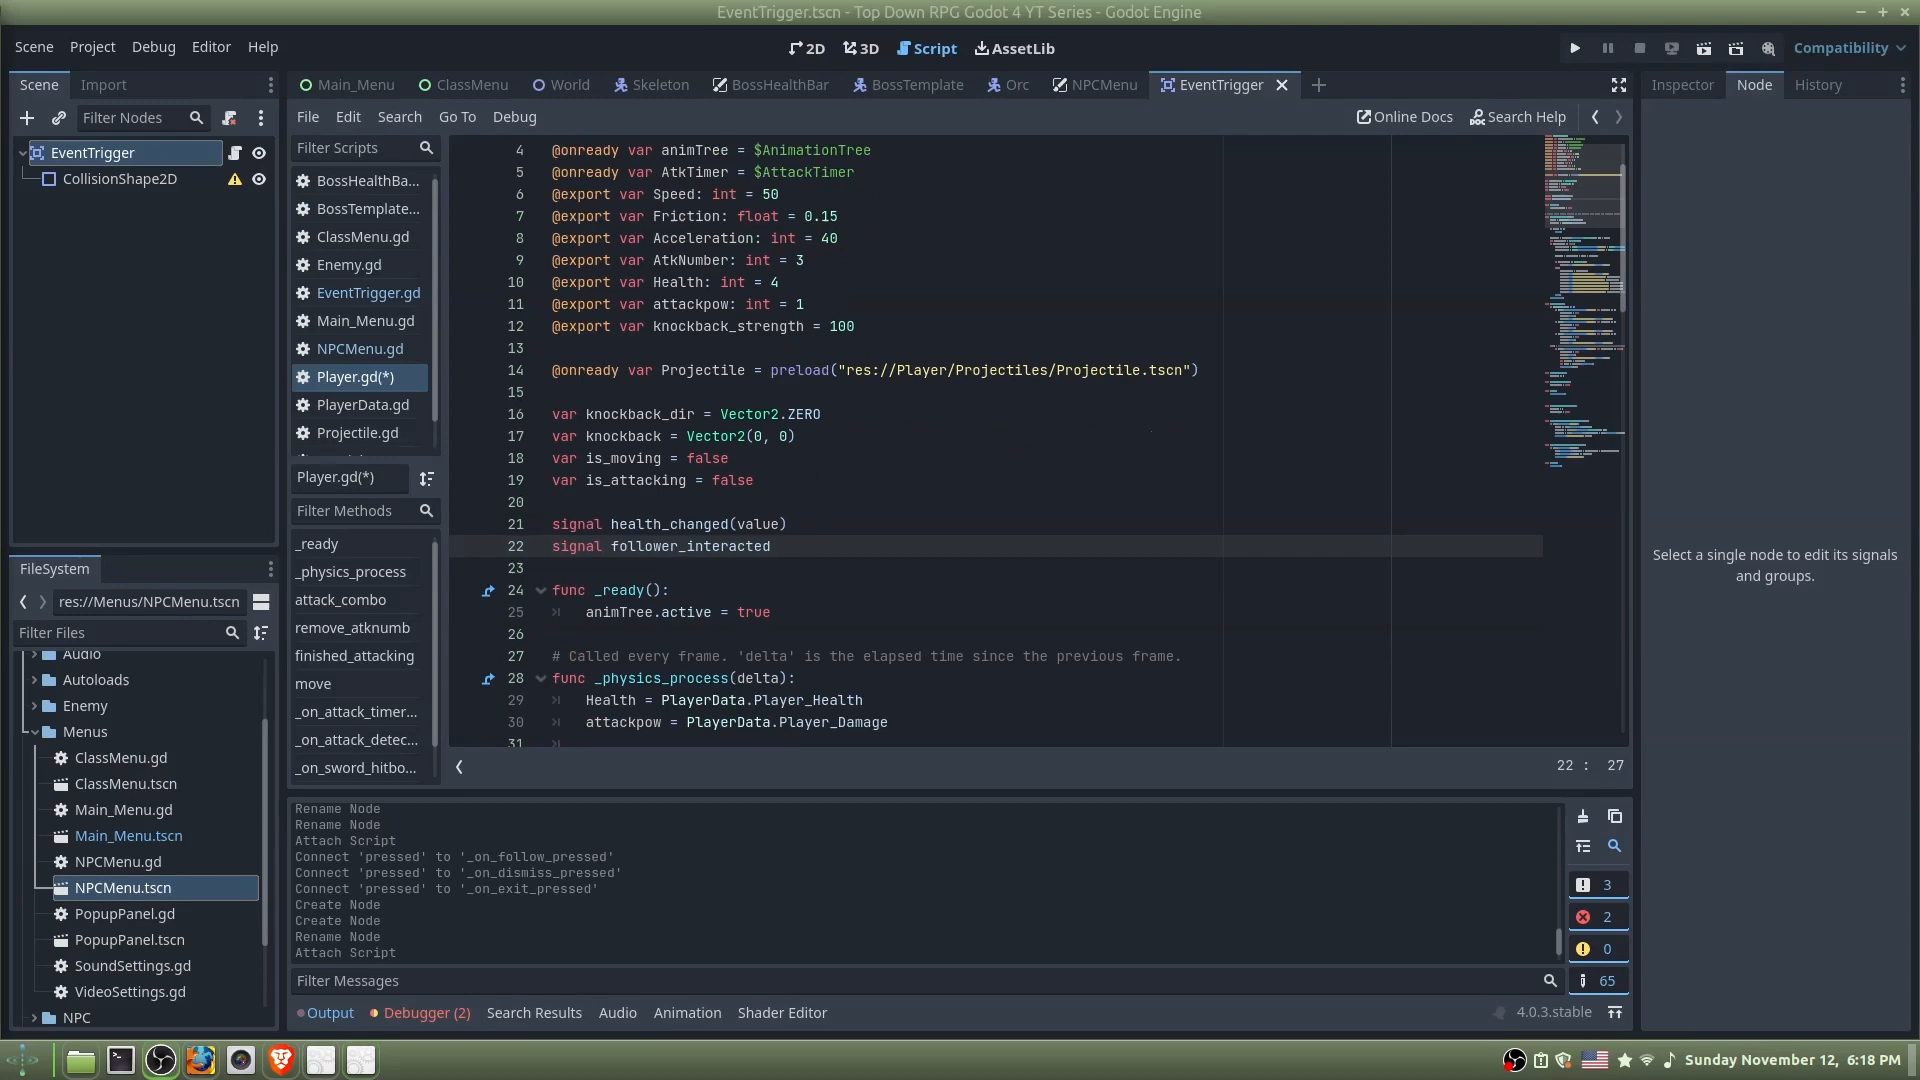 EventTrigger.tscn - Top Down RPG Godot 4 YT Series - Godot Engine
Scene Project Debug Editor Help
2D 3D Script AssetLib
Compatibility
Scene Import
Main_Menu ClassMenu World Skeleton BossHealthBar BossTemplate Orc NPCMenu EventTrigger
Inspector Node History
Filter Nodes
EventTrigger
CollisionShape2D
File Edit Search Go To Debug
Online Docs Search Help
Filter Scripts
BossHealthBa...
BossTemplate...
ClassMenu.gd
Enemy.gd
EventTrigger.gd
Main_Menu.gd
NPCMenu.gd
Player.gd(*)
PlayerData.gd
Projectile.gd
Player.gd(*)
Filter Methods
_ready
_physics_process
attack_combo
remove_atknumb
finished_attacking
move
_on_attack_timer...
_on_attack_detec...
_on_sword_hitbo...
4 @onready var animTree = $AnimationTree
5 @onready var AtkTimer = $AttackTimer
6 @export var Speed: int = 50
7 @export var Friction: float = 0.15
8 @export var Acceleration: int = 40
9 @export var AtkNumber: int = 3
10 @export var Health: int = 4
11 @export var attackpow: int = 1
12 @export var knockback_strength = 100
13
14 @onready var Projectile = preload("res://Player/Projectiles/Projectile.tscn")
15
16 var knockback_dir = Vector2.ZERO
17 var knockback = Vector2(0, 0)
18 var is_moving = false
19 var is_attacking = false
20
21 signal health_changed(value)
22 signal follower_interacted
23
24 func _ready():
25 animTree.active = true
26
27 # Called every frame. 'delta' is the elapsed time since the previous frame.
28 func _physics_process(delta):
29 Health = PlayerData.Player_Health
30 attackpow = PlayerData.Player_Damage
31
22 : 27
Select a single node to edit its signals
and groups.
FileSystem
res://Menus/NPCMenu.tscn
Filter Files
Audio
Autoloads
Enemy
Menus
ClassMenu.gd
ClassMenu.tscn
Main_Menu.gd
Main_Menu.tscn
NPCMenu.gd
NPCMenu.tscn
PopupPanel.gd
PopupPanel.tscn
SoundSettings.gd
VideoSettings.gd
NPC
Rename Node
Rename Node
Attach Script
Connect 'pressed' to '_on_follow_pressed'
Connect 'pressed' to '_on_dismiss_pressed'
Connect 'pressed' to '_on_exit_pressed'
Create Node
Create Node
Rename Node
Attach Script
3
2
0
65
Filter Messages
Output Debugger (2) Search Results Audio Animation Shader Editor
4.0.3.stable
Sunday November 12, 6:18 PM